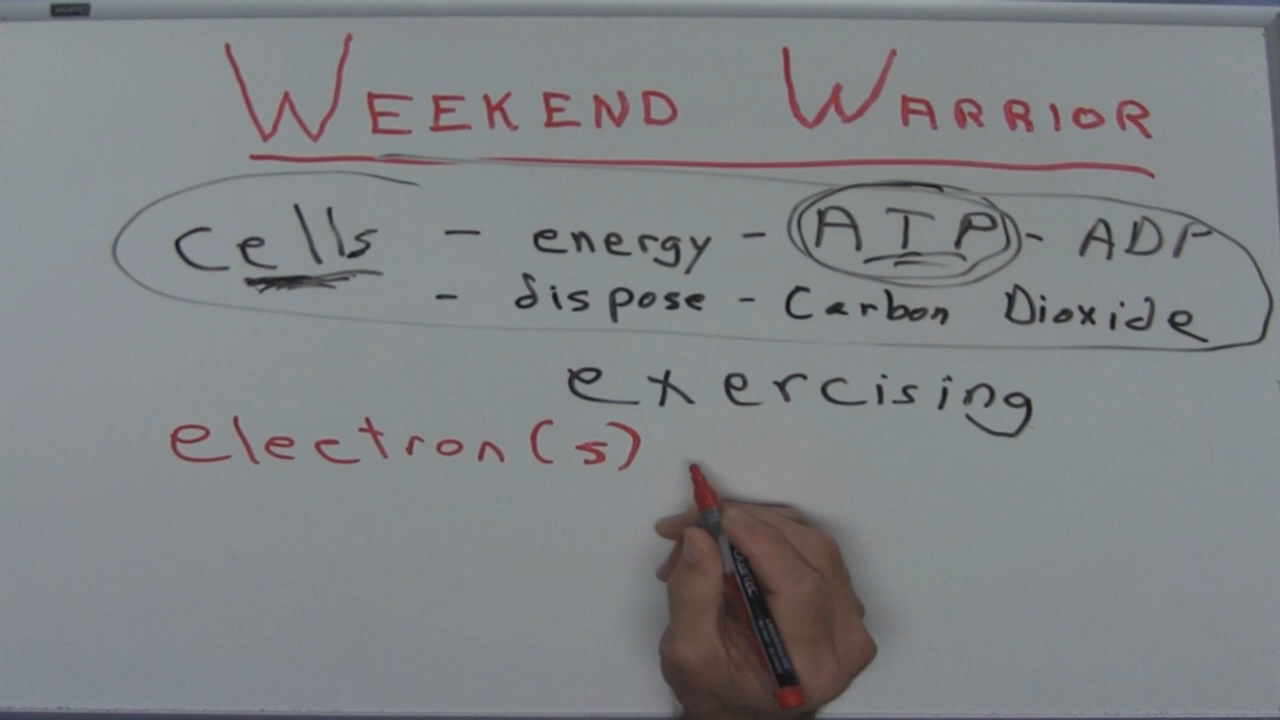 WEEKEND WARRIOR
Cells - energy - ATP - ADP
- dispose - Carbon Dioxide
exercising
electron(s)